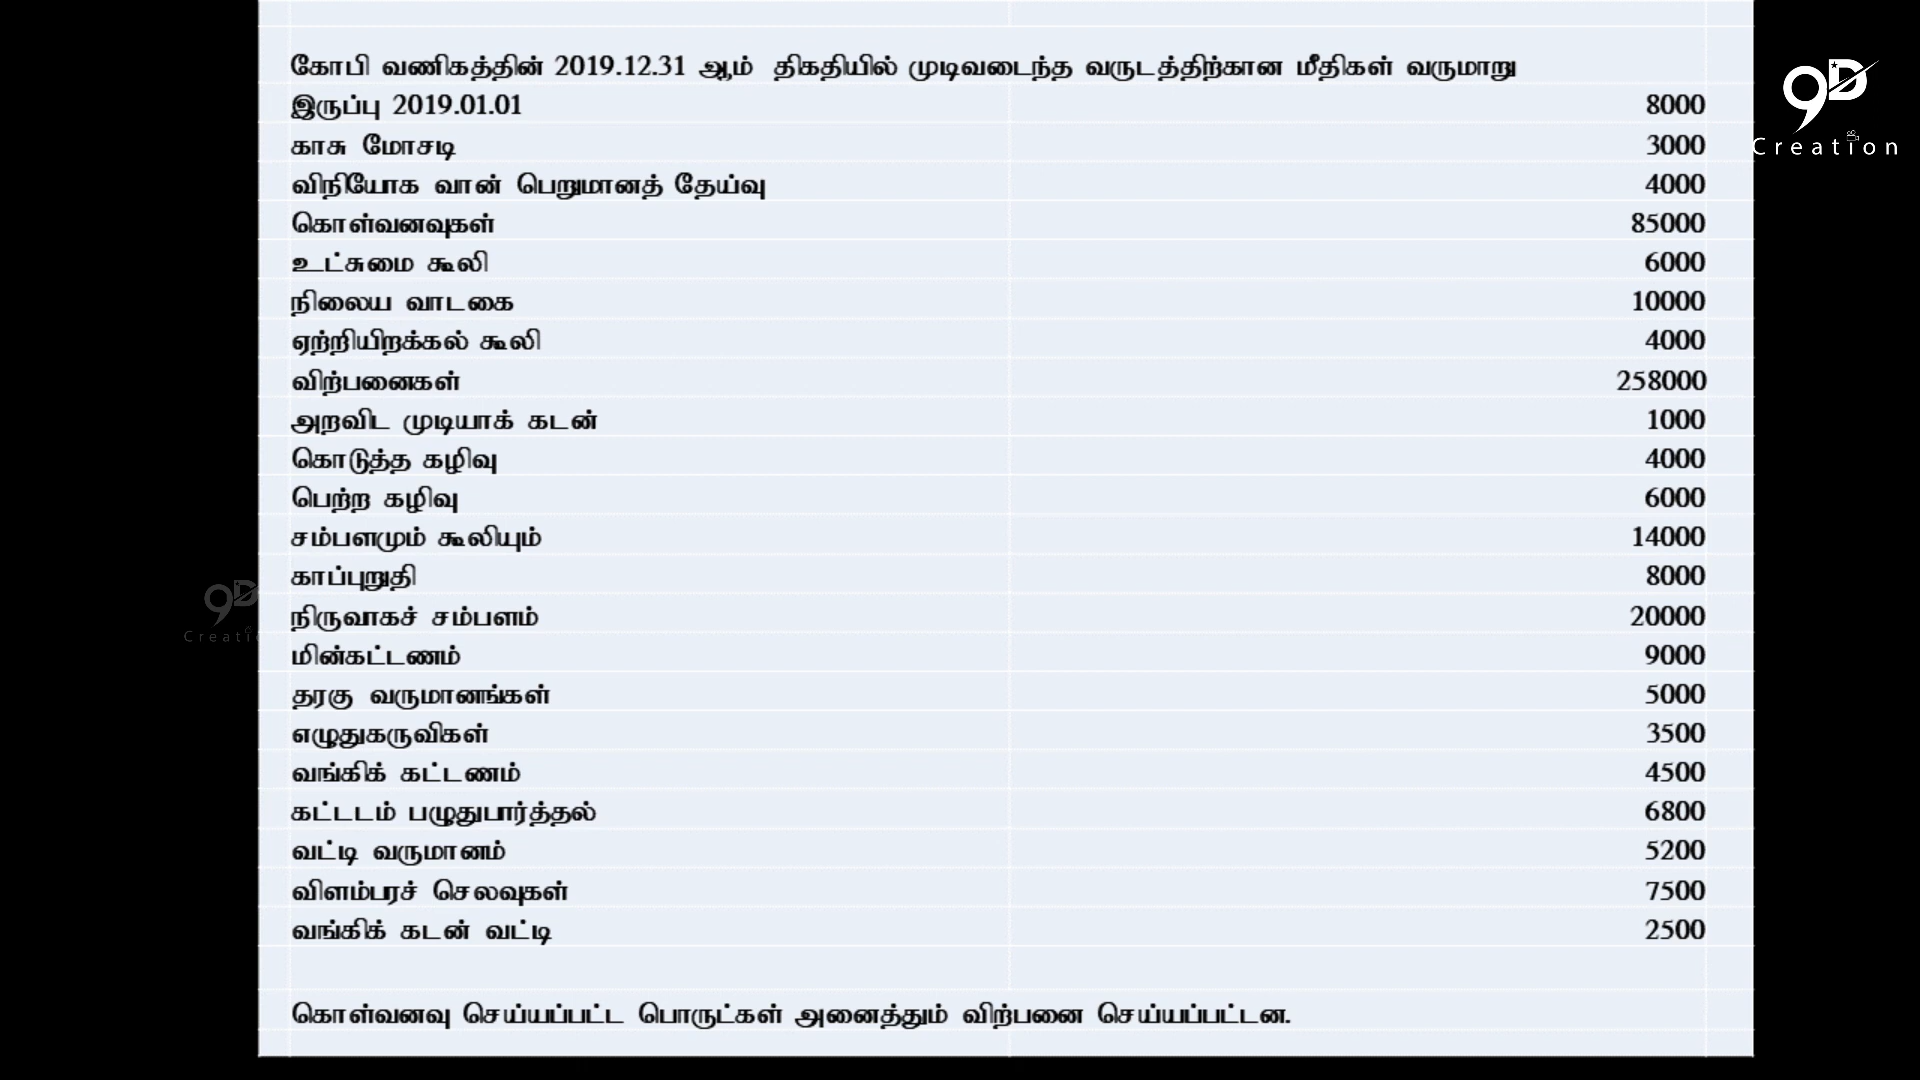 கோபி வணிகத்தின் 2019.12.31 ஆம் திகதியில் முடிவடைந்த வருடத்திற்கான மீதிகள் வருமாறு
இருப்பு 2019.01.01 8000
காசு மோசடி 3000
விநியோக வான் பெறுமானத் தேய்வு 4000
கொள்வனவுகள் 85000
உட்சுமை கூலி 6000
நிலைய வாடகை 10000
ஏற்றியிறக்கல் கூலி 4000
விற்பனைகள் 258000
அறவிட முடியாக் கடன் 1000
கொடுத்த கழிவு 4000
பெற்ற கழிவு 6000
சம்பளமும் கூலியும் 14000
காப்புறுதி 8000
நிருவாகச் சம்பளம் 20000
மின்கட்டணம் 9000
தரகு வருமானங்கள் 5000
எழுதுகருவிகள் 3500
வங்கிக் கட்டணம் 4500
கட்டடம் பழுதுபார்த்தல் 6800
வட்டி வருமானம் 5200
விளம்பரச் செலவுகள் 7500
வங்கிக் கடன் வட்டி 2500
கொள்வனவு செய்யப்பட்ட பொருட்கள் அனைத்தும் விற்பனை செய்யப்பட்டன.
9D
Creation
9D
Creati